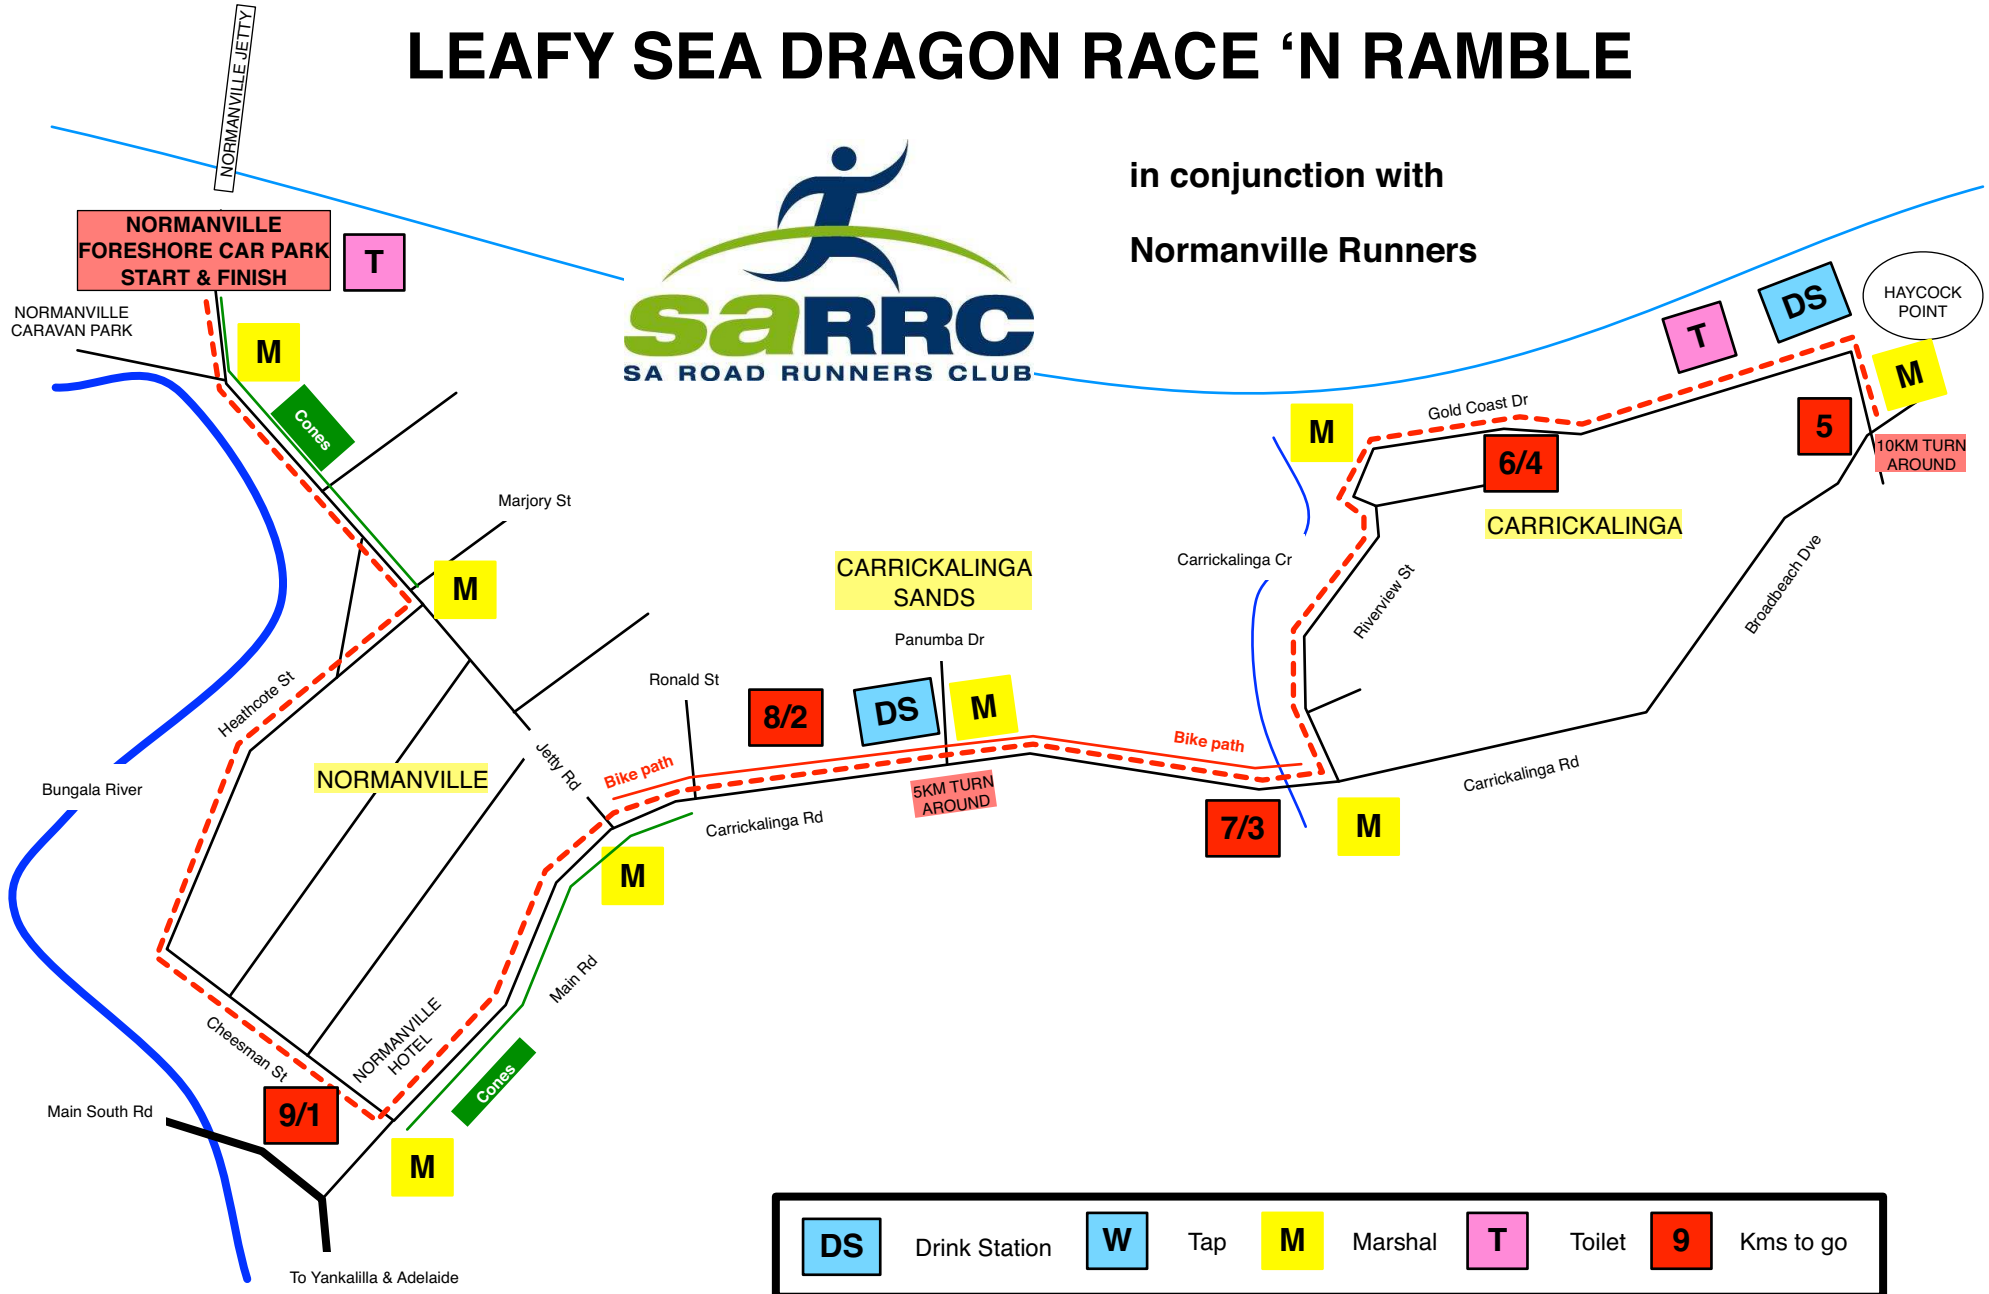 LEAFY SEA DRAGON RACE ‘N RAMBLE
NORMANVILLE JETTY
in conjunction with
Normanville Runners
saRRC
SA ROAD RUNNERS CLUB
NORMANVILLE
FORESHORE CAR PARK
START & FINISH
T
NORMANVILLE
CARAVAN PARK
M
Cones
Marjory St
M
HAYCOCK
POINT
DS
T
M
Gold Coast Dr
M
5
10KM TURN
AROUND
6/4
CARRICKALINGA
Carrickalinga Cr
Riverview St
Broadbeach Dve
CARRICKALINGA
SANDS
Panumba Dr
Ronald St
8/2
DS
M
Heathcote St
Jetty Rd
Bike path
Bike path
NORMANVILLE
Bungala River
5KM TURN
AROUND
Carrickalinga Rd
Carrickalinga Rd
7/3
M
M
Main Rd
NORMANVILLE
HOTEL
Cheesman St
Cones
Main South Rd
9/1
M
To Yankalilla & Adelaide
DS Drink Station W Tap M Marshal T Toilet 9 Kms to go